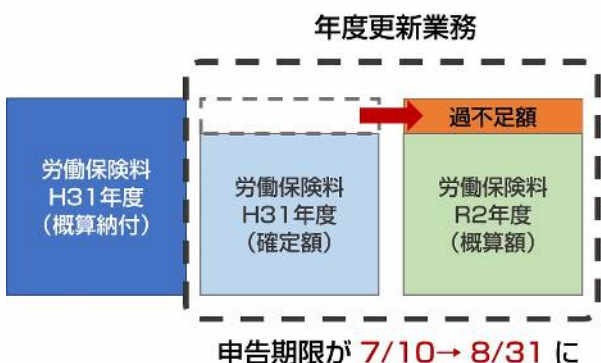 年度更新業務
労働保険料
H31年度
（概算納付）
労働保険料
H31年度
（確定額）
過不足額
労働保険料
R2年度
（概算額）
申告期限が 7/10→ 8/31 に